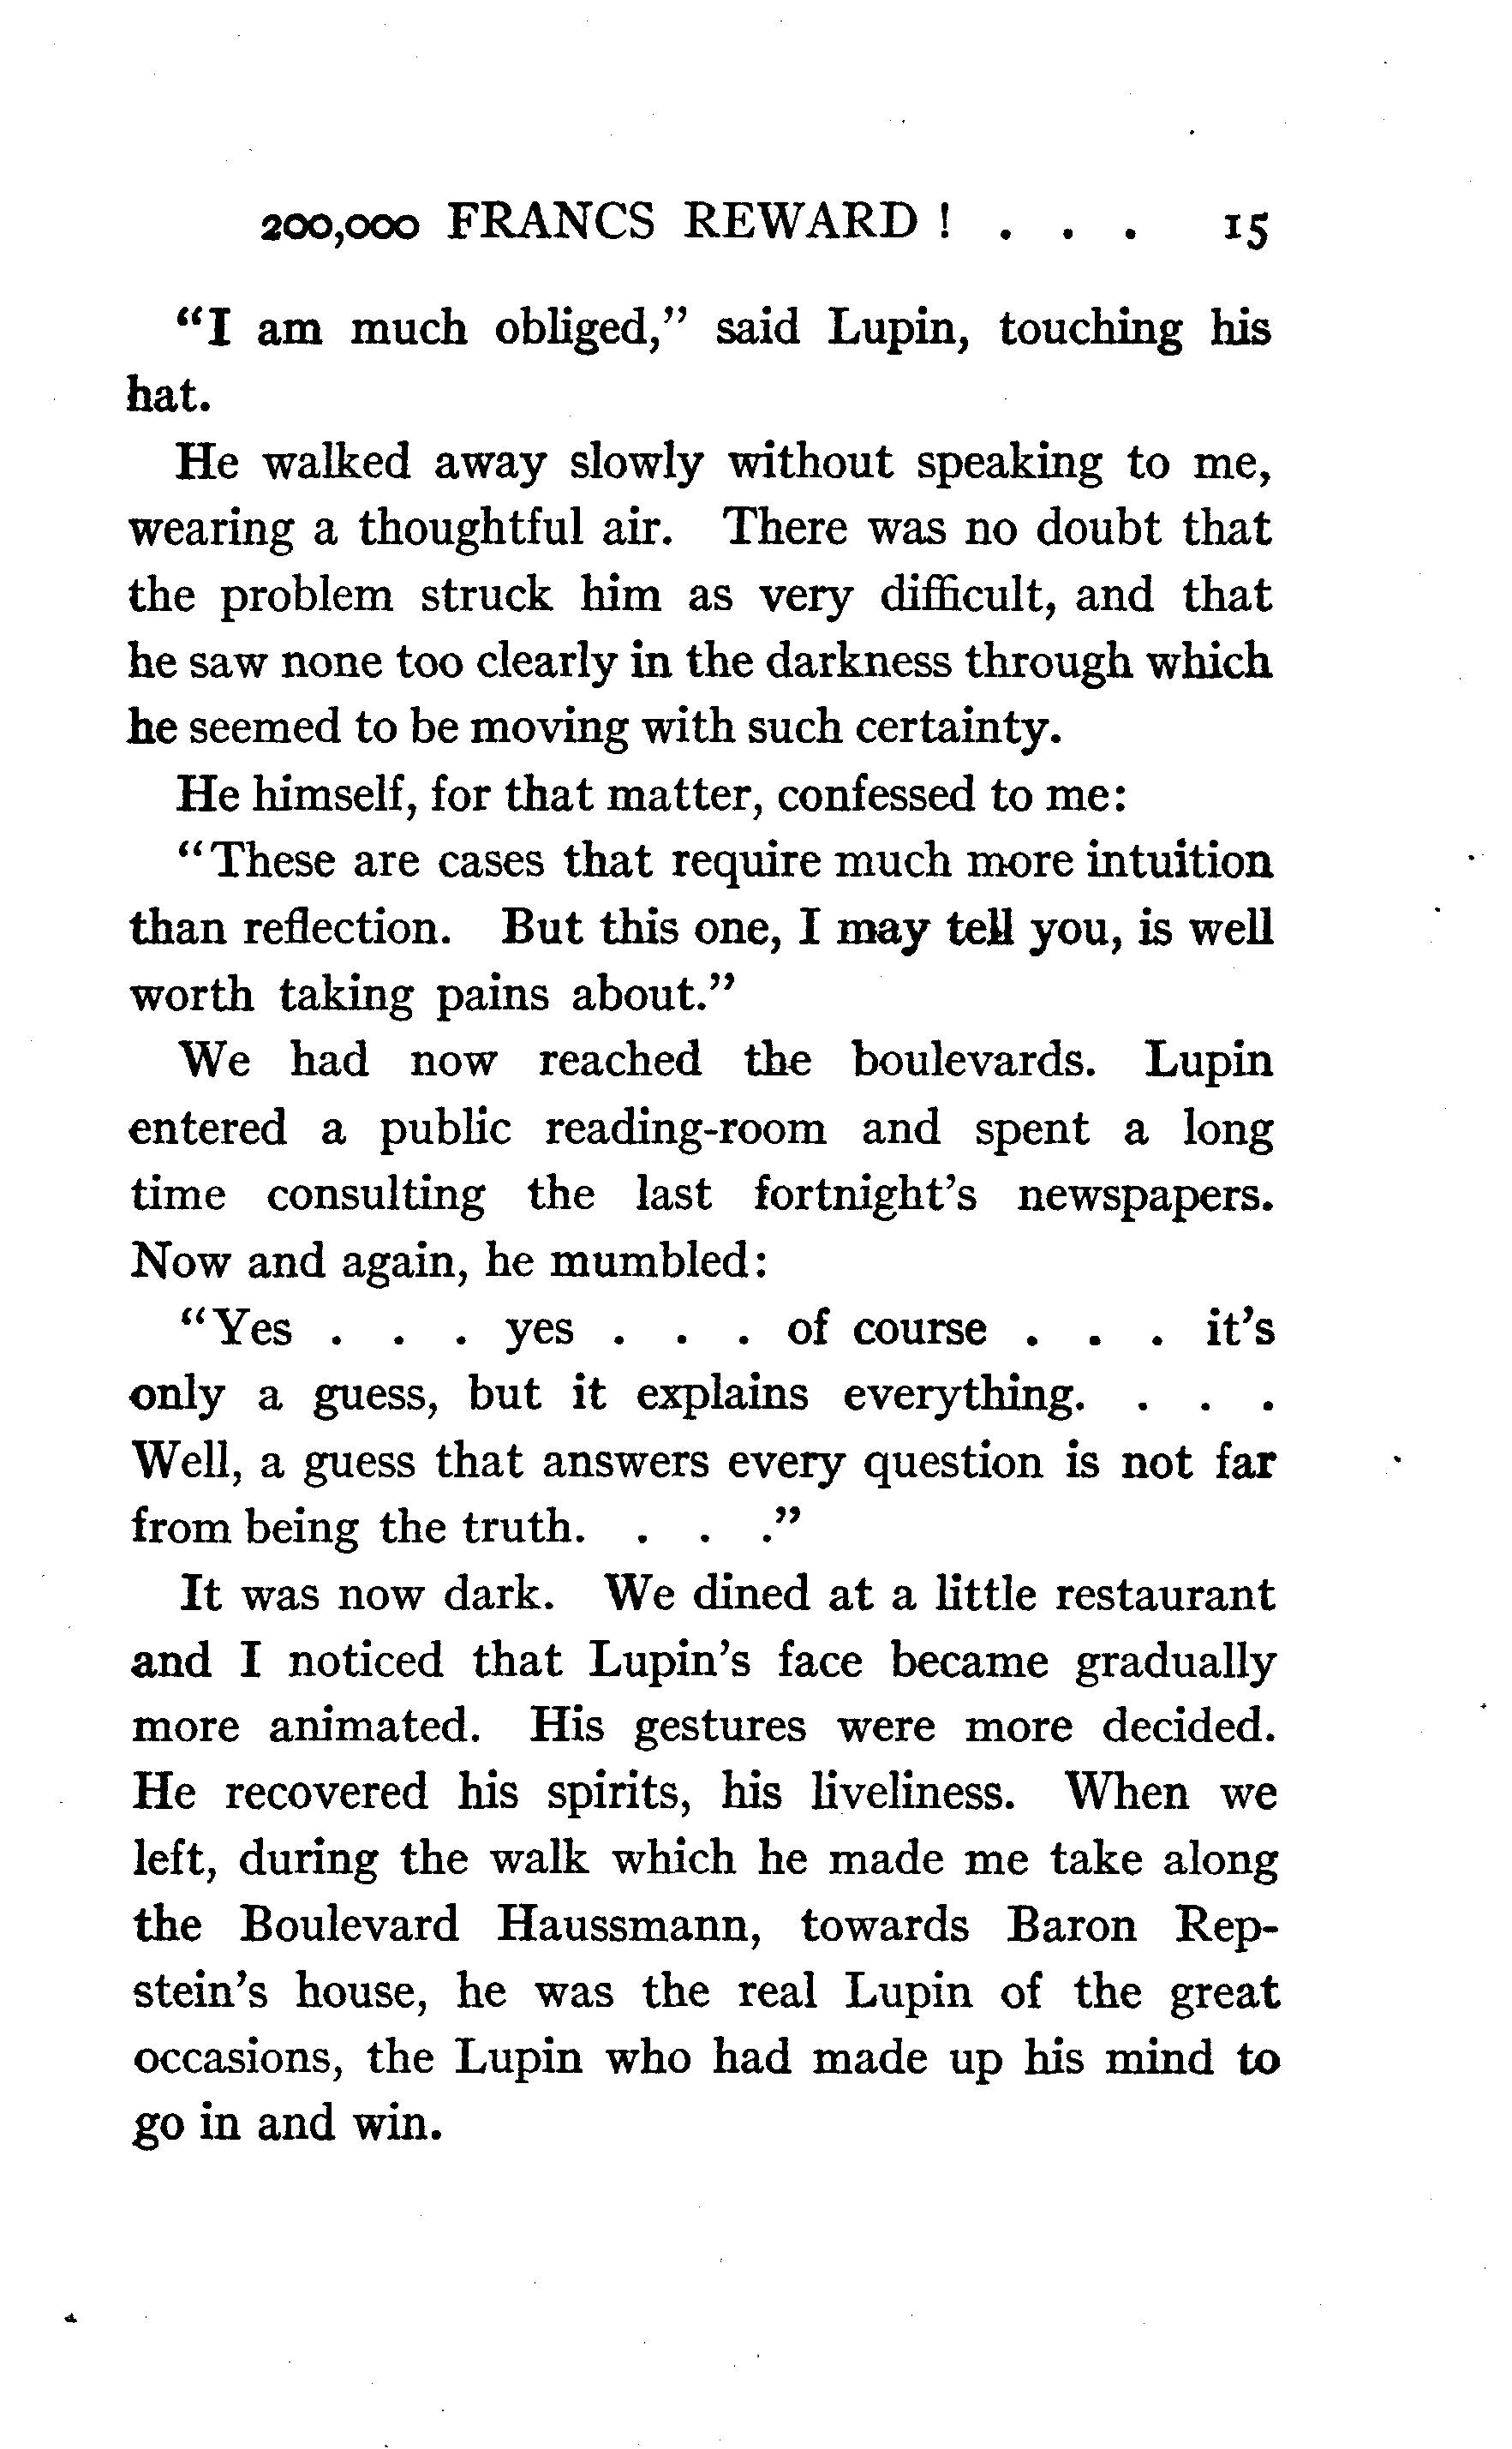 200,000 FRANCS REWARD ! . . . 15
“I am much obliged,” said Lupin, touching his
hat.
He walked away slowly without speaking to me,
wearing a thoughtful air. There was no doubt that
the problem struck him as very difficult, and that
he saw none too clearly in the darkness through which
he seemed to be moving with such certainty.
He himself, for that matter, confessed to me:
“These are cases that require much more intuition
than reflection. But this one, I may tell you, is well
worth taking pains about.”
We had now reached the boulevards. Lupin
entered a public reading-room and spent a long
time consulting the last fortnight’s newspapers.
Now and again, he mumbled:
“Yes . . . yes . . . of course . . . it’s
only a guess, but it explains everything. . . .
Well, a guess that answers every question is not far
from being the truth. . . .”
It was now dark. We dined at a little restaurant
and I noticed that Lupin’s face became gradually
more animated. His gestures were more decided.
He recovered his spirits, his liveliness. When we
left, during the walk which he made me take along
the Boulevard Haussmann, towards Baron Rep-
stein’s house, he was the real Lupin of the great
occasions, the Lupin who had made up his mind to
go in and win.